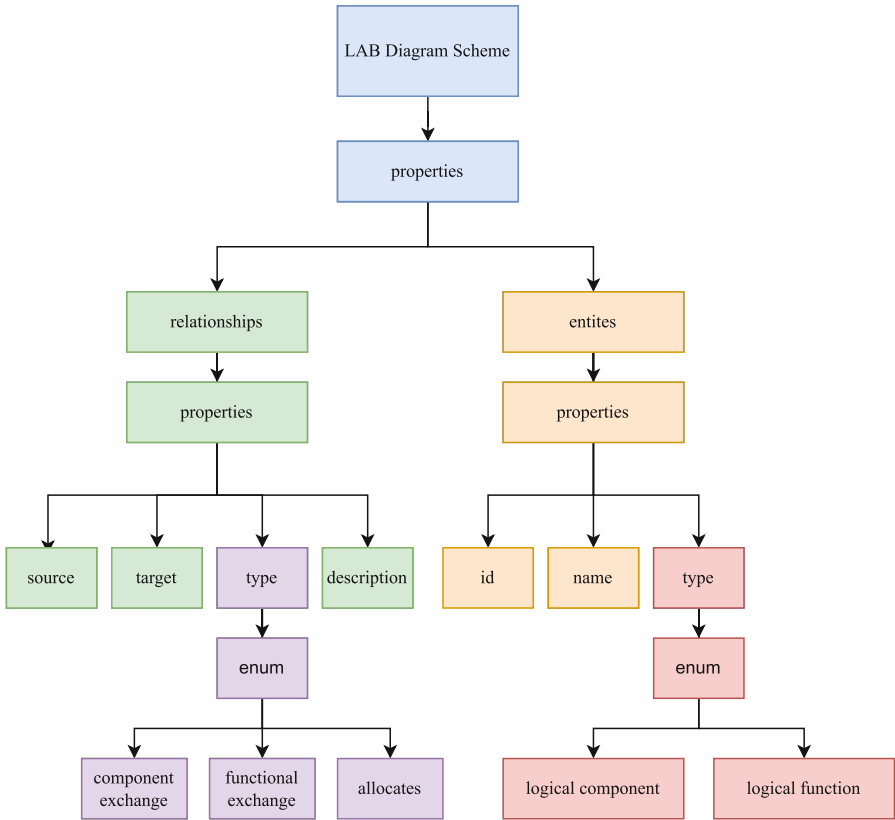 LAB Diagram Scheme
properties
relationships
entites
properties
properties
source
target
type
description
id
name
type
enum
enum
component
exchange
functional
exchange
allocates
logical component
logical function